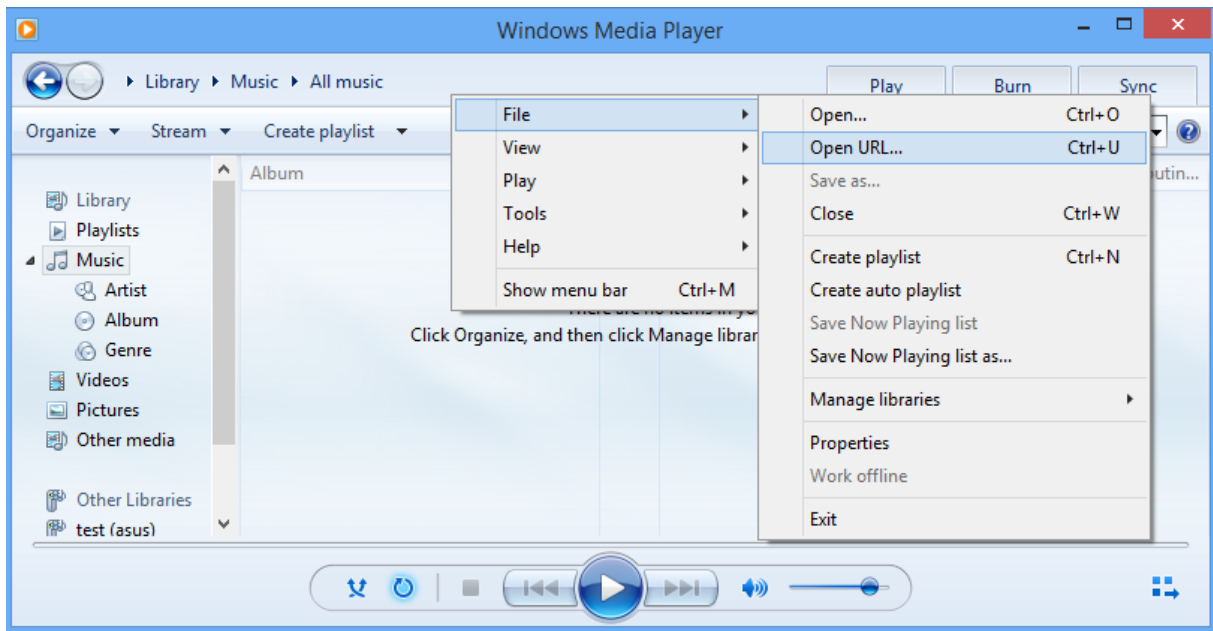 Windows Media Player
Library Music All music
Play Burn Sync
Organize Stream Create playlist
Album
Library
Playlists
Music
Artist
Album
Genre
Videos
Pictures
Other media
Other Libraries
test (asus)
Click Organize, and then click Manage
File
View
Play
Tools
Help
Show menu bar Ctrl+M
Open... Ctrl+O
Open URL... Ctrl+U
Save as...
Close Ctrl+W
Create playlist Ctrl+N
Create auto playlist
Save Now Playing list
Save Now Playing list as...
Manage libraries
Properties
Work offline
Exit